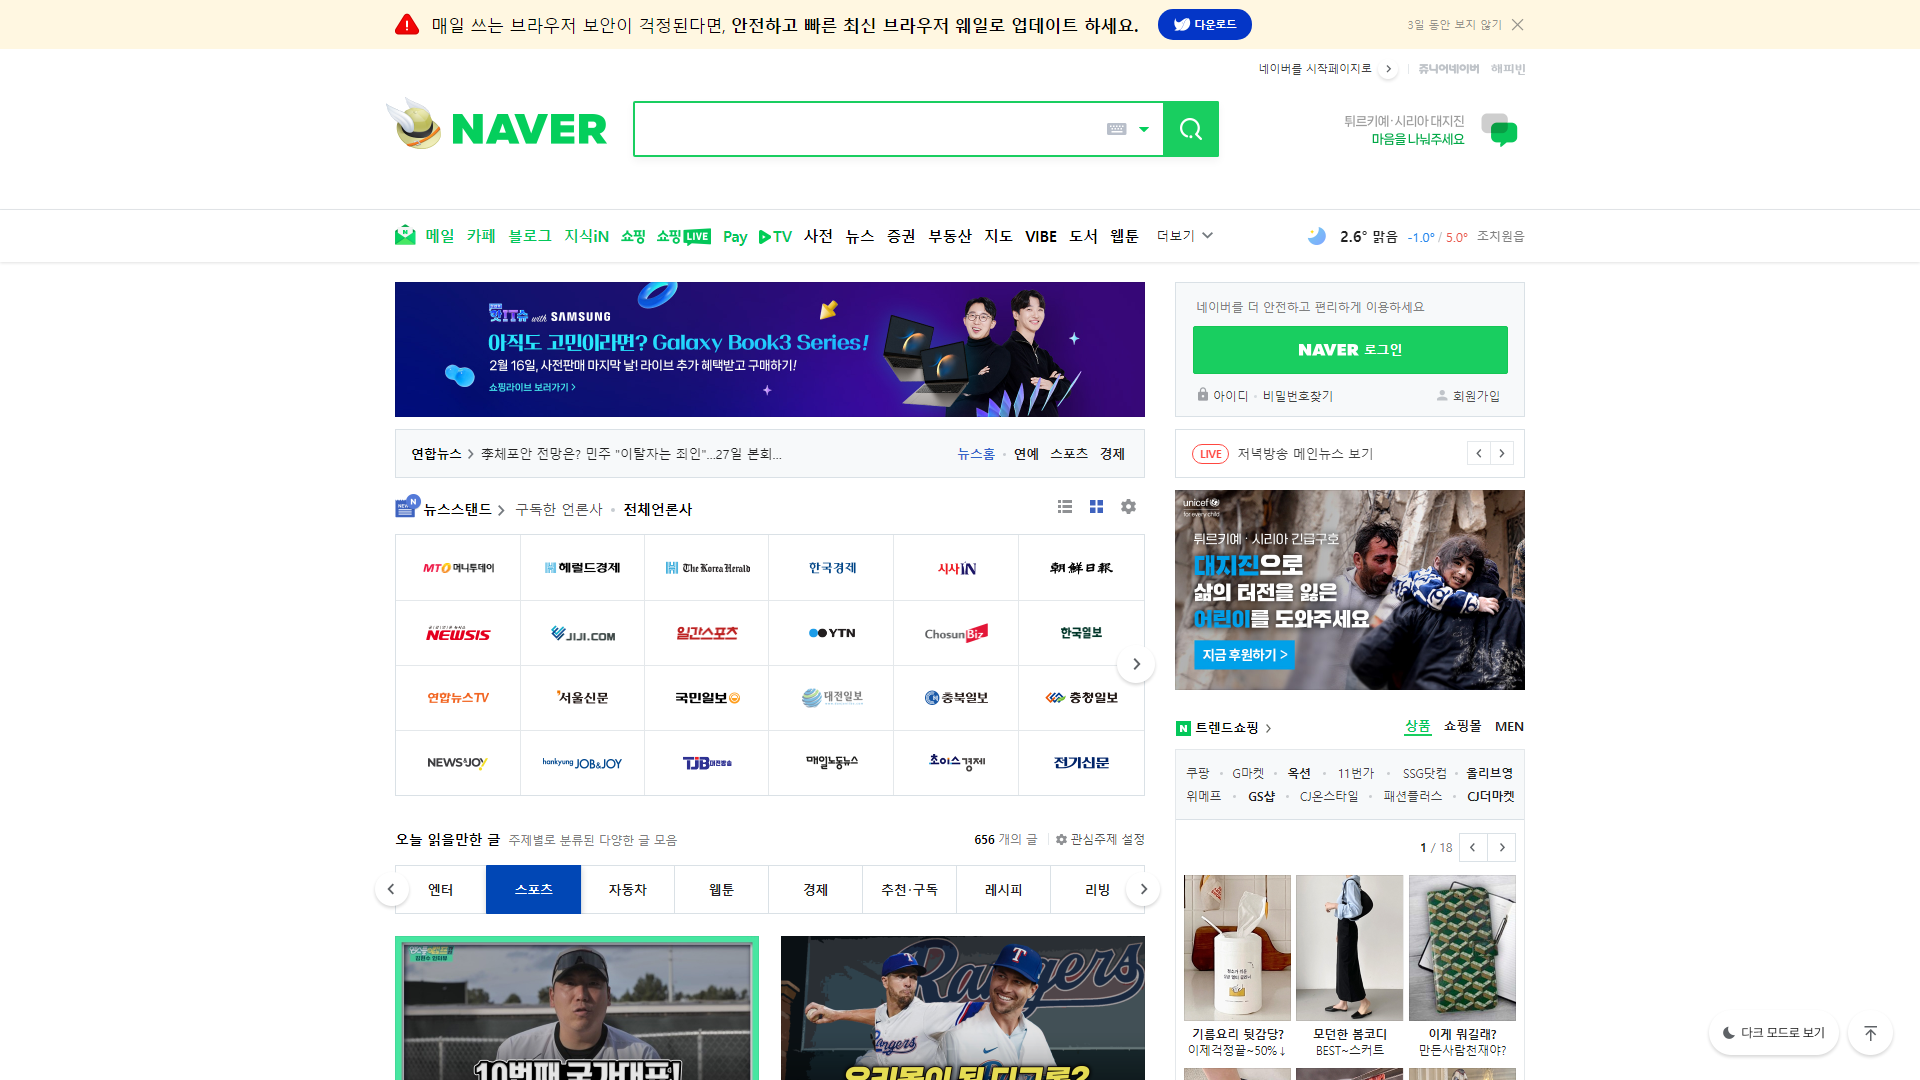 매일 쓰는 브라우저 보안이 걱정된다면, 안전하고 빠른 최신 브라우저 웨일로 업데이트 하세요. 다운로드 3일 동안 보지 않기
네이버를 시작페이지로 쥬니어네이버 해피빈
NAVER
튀르키예·시리아 대지진
마음을 나눠주세요
메일 카페 블로그 지식iN 쇼핑 쇼핑LIVE Pay TV 사전 뉴스 증권 부동산 지도 VIBE 도서 웹툰 더보기 2.6° 맑음 -1.0° / 5.0° 조치원읍
with SAMSUNG
아직도 고민이라면? Galaxy Book3 Series!
2월 16일, 사전판매 마지막 날! 라이브 추가 혜택받고 구매하기!
쇼핑라이브 보러가기 >
네이버를 더 안전하고 편리하게 이용하세요
NAVER 로그인
아이디 · 비밀번호찾기 회원가입
연합뉴스 > 李체포안 전망은? 민주 "이탈자는 죄인"...27일 본회... 뉴스홈 · 연예 스포츠 경제
LIVE 저녁방송 메인뉴스 보기
뉴스스탠드 > 구독한 언론사 · 전체언론사
MTO 머니투데이 헤럴드경제 The Korea Herald 한국경제 시사IN 朝鮮日報
NEWSIS JIJI.COM 일간스포츠 YTN ChosunBiz 한국일보
연합뉴스TV 서울신문 국민일보 대전일보 충북일보 충청일보
NEWS&JOY hankyung JOB&JOY TJB대전방송 매일노동뉴스 초이스경제 전기신문
unicef
for every child
튀르키예·시리아 긴급구호
대지진으로
삶의 터전을 잃은
어린이를 도와주세요
지금 후원하기 >
N 트렌드쇼핑 > 상품 쇼핑몰 MEN
쿠팡 · G마켓 · 옥션 · 11번가 · SSG닷컴 · 올리브영
위메프 · GS샵 · CJ온스타일 · 패션플러스 · CJ더마켓
1 / 18
기름요리 뒷감당?
이제걱정끝~50%↓
모던한 봄코디
BEST~스커트
이게 뭐길래?
만든사람천재야?
오늘 읽을만한 글 주제별로 분류된 다양한 글 모음 656 개의 글 관심주제 설정
엔터 스포츠 자동차 웹툰 경제 추천·구독 레시피 리빙
10번째 국가대표!
Rangers
우리몸이 된 디그롬?
다크 모드로 보기